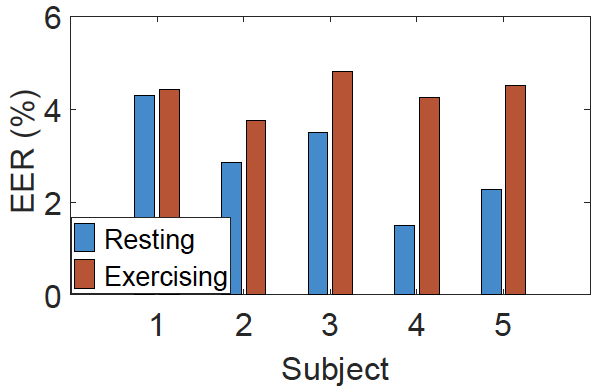 6
4
2
0
EER (%)
Resting
Exercising
1 2 3 4 5
Subject